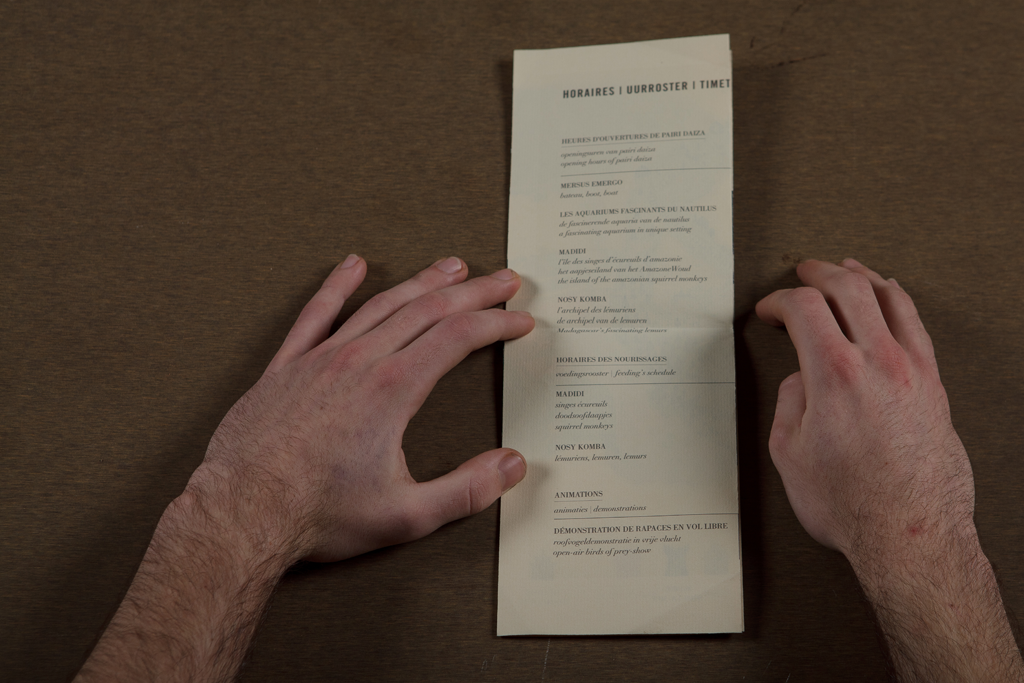 HORAIRES | UURROSTER | TIMET
HEURES D'OUVERTURES DE PAIRI DAIZA
openingsuren van pairi daiza
opening hours of pairi daiza
MERSUS EMERGO
bateau, boot, boat
LES AQUARIUMS FASCINANTS DU NAUTILUS
de fascinerende aquaria van de nautilus
a fascinating aquarium in unique setting
MADIDI
l'île des singes d'écureuils d'amazonie
het aapjeseiland van het AmazoneWoud
the island of the amazonian squirrel monkeys
NOSY KOMBA
l'archipel des lémuriens
de archipel van de lemuren
Madagascar's fascinating lemurs
HORAIRES DES NOURISSAGES
voedingsrooster | feeding's schedule
MADIDI
singes écureuils
doodshoofdaapjes
squirrel monkeys
NOSY KOMBA
lémuriens, lemuren, lemurs
ANIMATIONS
animaties | demonstrations
DÉMONSTRATION DE RAPACES EN VOL LIBRE
roofvogeldemonstratie in vrije vlucht
open-air birds of prey-show